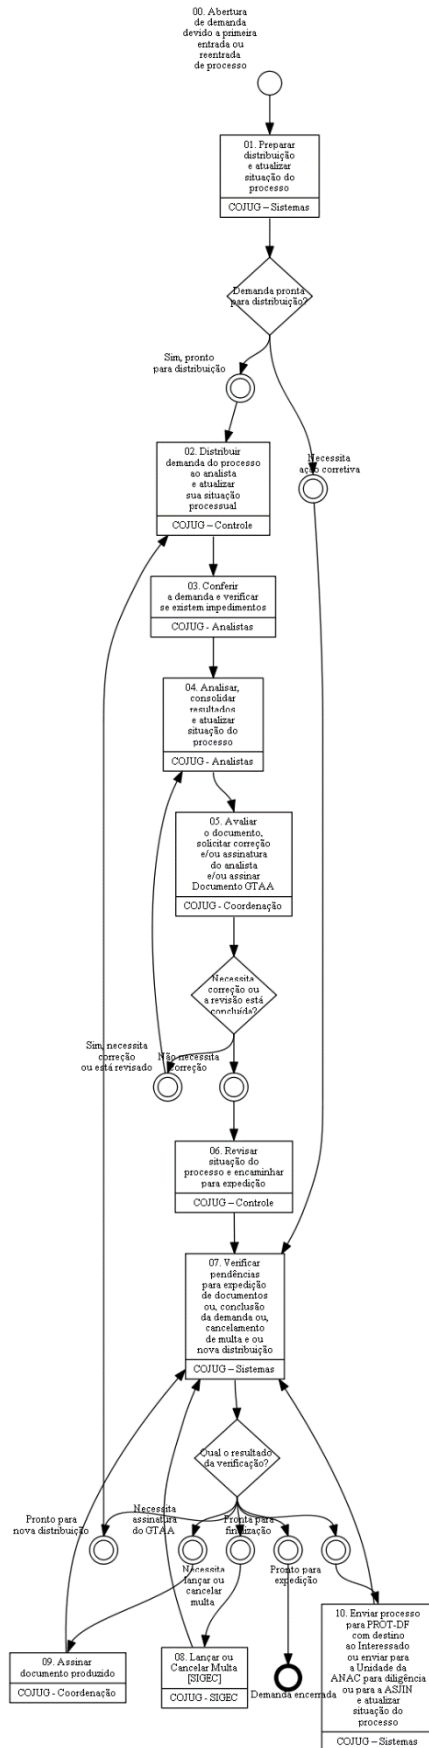 00. Abertura
de demanda
devido a primeira
entrada ou
reentrada
de processo
01. Preparar
distribuição
e atualizar
situação do
processo
COJUG – Sistemas
Demanda pronta
para distribuição?
Sim, pronto
para distribuição
Necessita
ação corretiva
02. Distribuir
demanda do processo
ao analista
e atualizar
sua situação
processual
COJUG – Controle
03. Conferir
a demanda e verificar
se existem impedimentos
COJUG - Analistas
04. Analisar,
consolidar
resultados
e atualizar
situação do
processo
COJUG - Analistas
05. Avaliar
o documento,
solicitar correção
e/ou assinatura
do analista
e/ou assinar
Documento GTAA
COJUG - Coordenação
Necessita
correção ou
a revisão está
concluída?
Sim, necessita
correção
ou está revisado
Não necessita
correção
06. Revisar
situação do
processo e encaminhar
para expedição
COJUG – Controle
07. Verificar
pendências
para expedição
de documentos
ou, conclusão
da demanda ou,
cancelamento
de multa e ou
nova distribuição
COJUG – Sistemas
Qual o resultado
da verificação?
Pronto para
nova distribuição
Necessita
assinatura
do GTAA
Necessita
lançar ou
cancelar
multa
Pronta para
finalização
Pronto para
expedição
09. Assinar
documento produzido
COJUG - Coordenação
08. Lançar ou
Cancelar Multa
[SIGEC]
COJUG - SIGEC
Demanda encerrada
10. Enviar processo
para PROT-DF
com destino
ao Interessado
ou enviar para
a Unidade da
ANAC para diligência
ou para a ASJIN
e atualizar
situação do
processo
COJUG – Sistemas